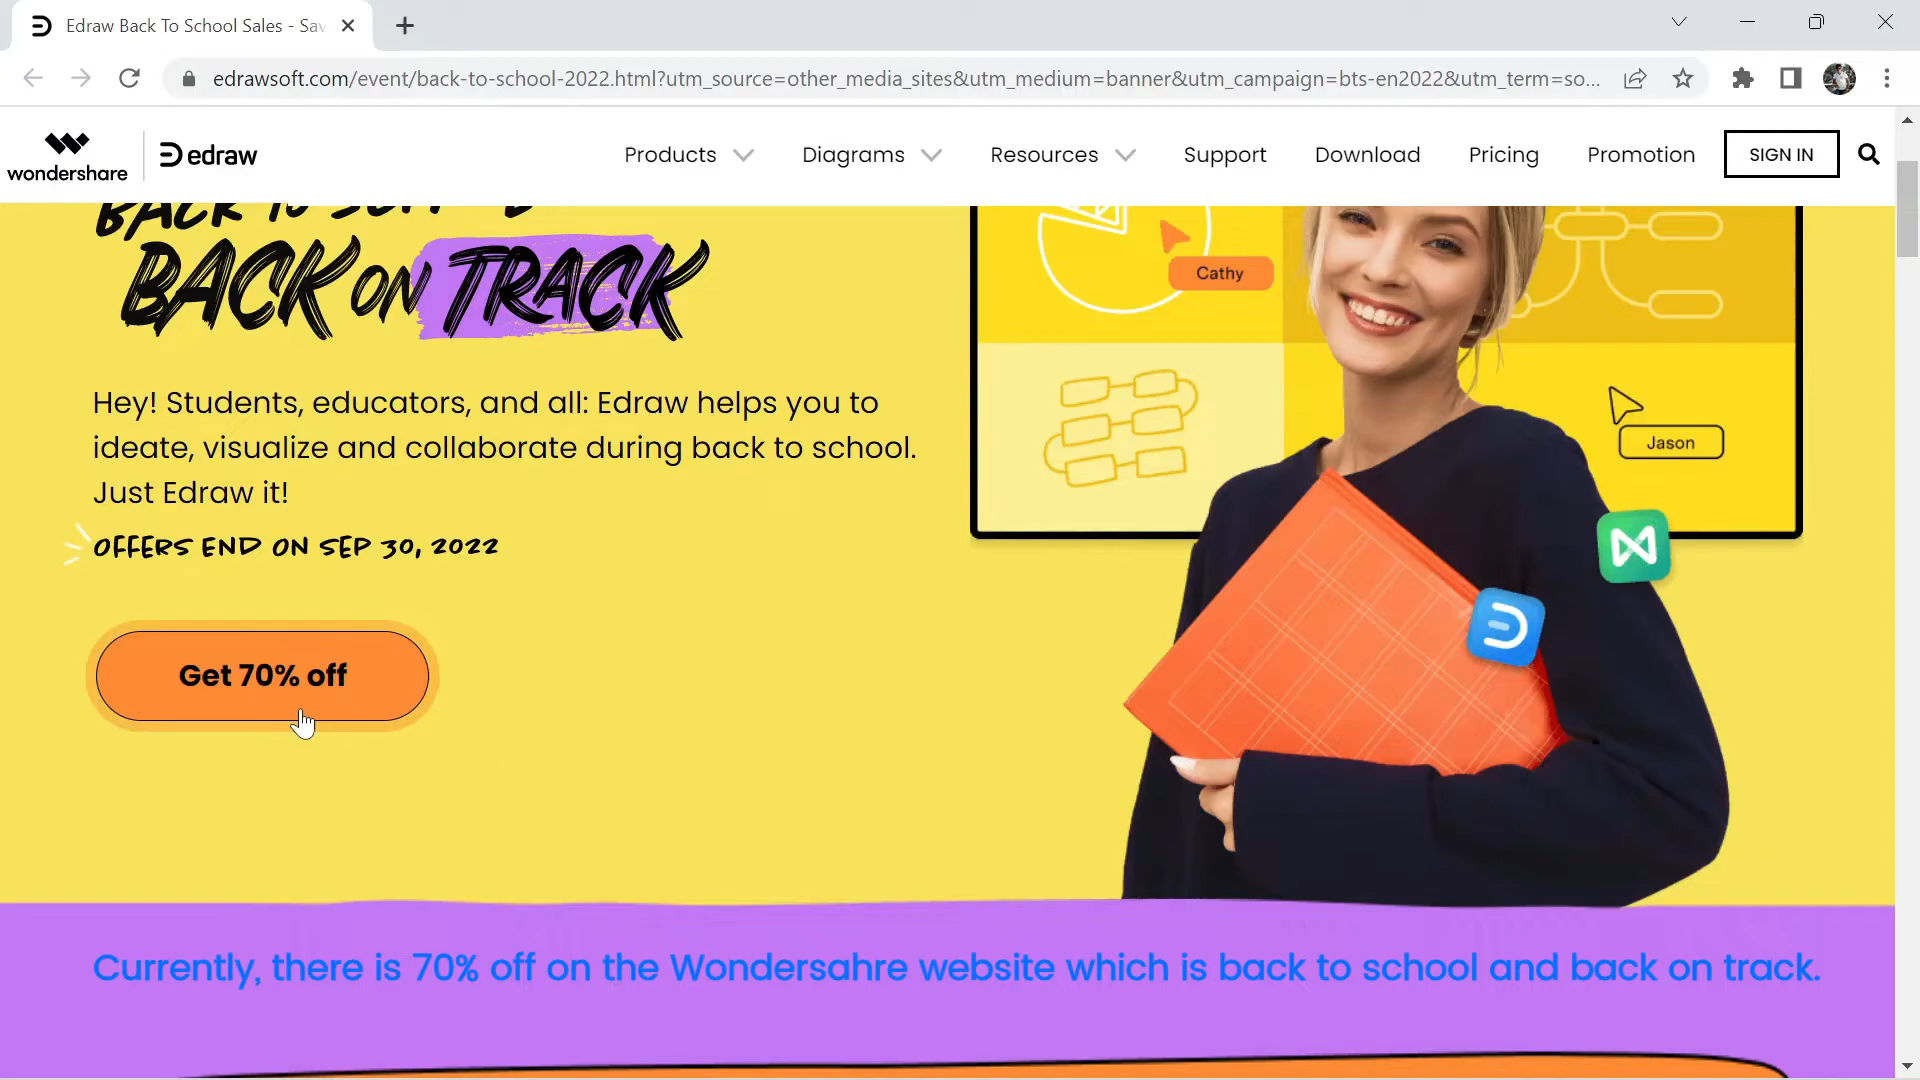 Edraw Back To School Sales - Sav
edrawsoft.com/event/back-to-school-2022.html?utm_source=other_media_sites&utm_medium=banner&utm_campaign=bts-en2022&utm_term=so...
wondershare
edraw
Products
Diagrams
Resources
Support
Download
Pricing
Promotion
SIGN IN
BACK TO SCHOOL
BACK ON TRACK
Cathy
Jason
Hey! Students, educators, and all: Edraw helps you to
ideate, visualize and collaborate during back to school.
Just Edraw it!
OFFERS END ON SEP 30, 2022
Get 70% off
Currently, there is 70% off on the Wondersahre website which is back to school and back on track.